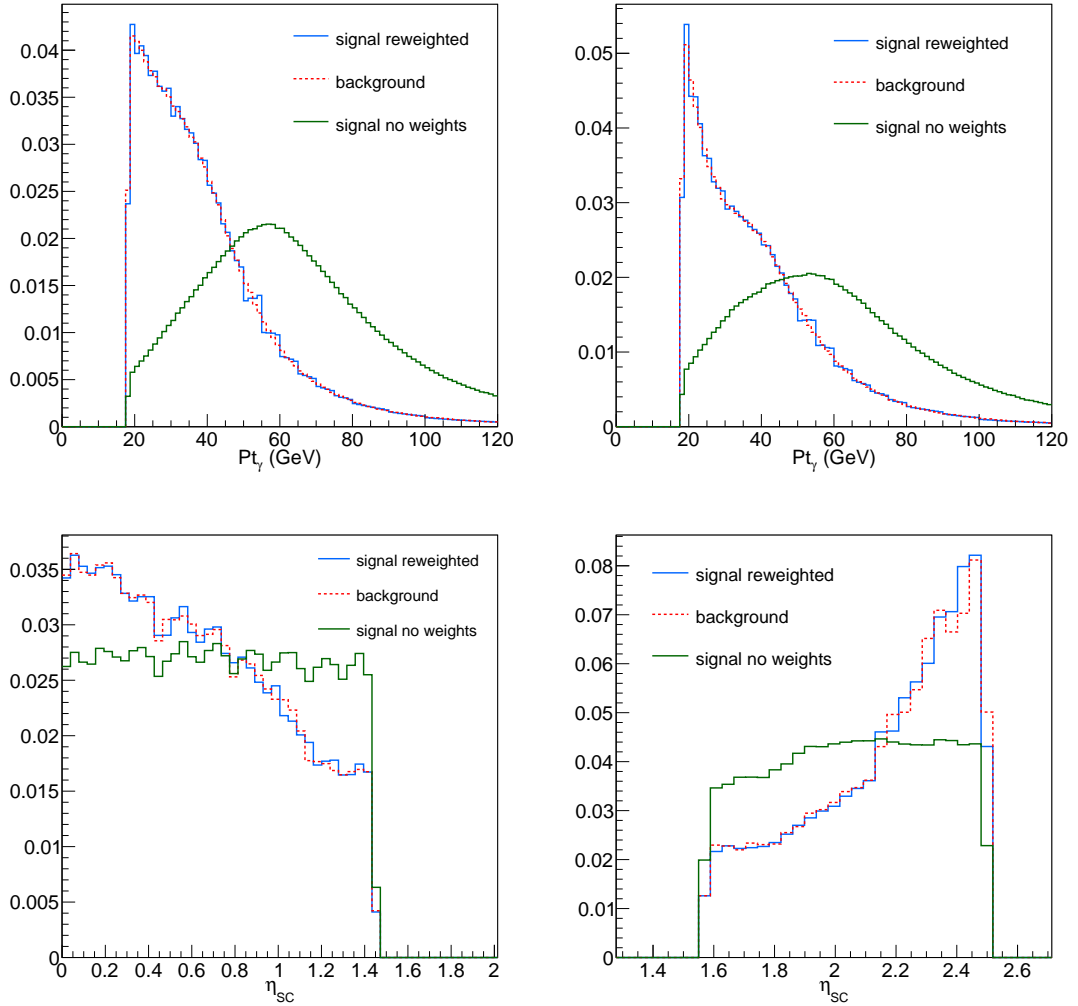 0.04
0.035
0.03
0.025
0.02
0.015
0.01
0.005
0
signal reweighted
background
signal no weights
0 20 40 60 80 100 120
Ptγ (GeV)
0.05
0.04
0.03
0.02
0.01
0
signal reweighted
background
signal no weights
0 20 40 60 80 100 120
Ptγ (GeV)
0.035
0.03
0.025
0.02
0.015
0.01
0.005
0
signal reweighted
background
signal no weights
0 0.2 0.4 0.6 0.8 1 1.2 1.4 1.6 1.8 2
ηSC
0.08
0.07
0.06
0.05
0.04
0.03
0.02
0.01
0
signal reweighted
background
signal no weights
1.4 1.6 1.8 2 2.2 2.4 2.6
ηSC